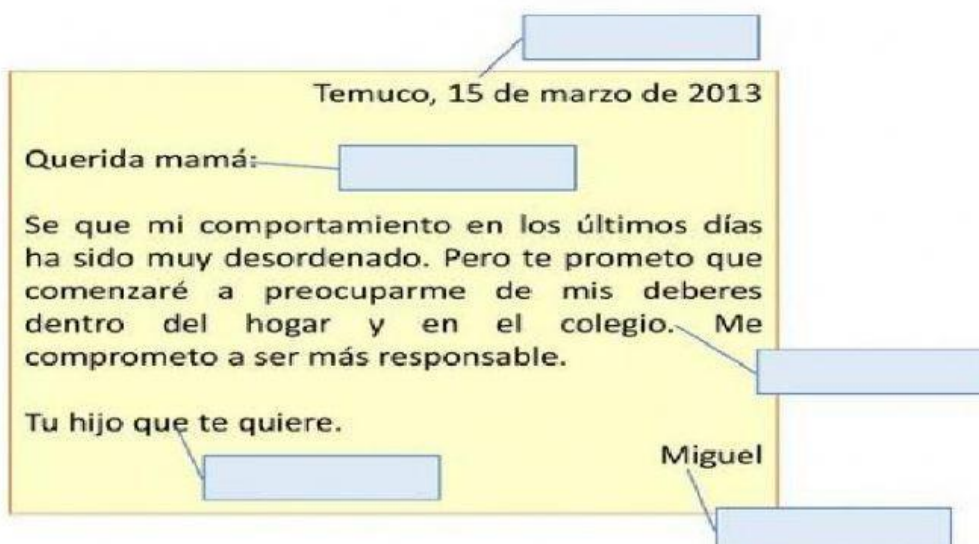 Temuco, 15 de marzo de 2013
Querida mamá:
Se que mi comportamiento en los últimos días
ha sido muy desordenado. Pero te prometo que
comenzaré a preocuparme de mis deberes
dentro del hogar y en el colegio. Me
comprometo a ser más responsable.
Tu hijo que te quiere.
Miguel